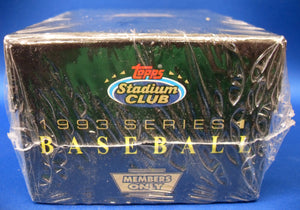 TOPPS
Stadium
CLUB
1993 SERIES 1
BASEBALL
MEMBERS
ONLY